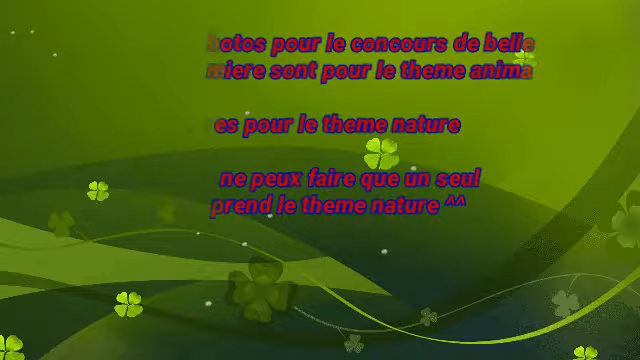 hotos pour le concours de belle
miere sont pour le theme anima
es pour le theme nature
ne peux faire que un seul
prend le theme nature ^^